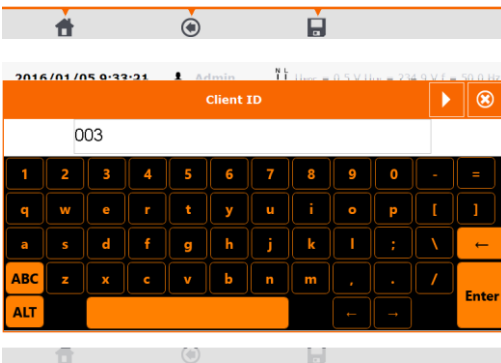 2016/01/05 9:33:21 Admin N L
Client ID
003
1 2 3 4 5 6 7 8 9 0 - =
q w e r t y u i o p [ ]
a s d f g h j k l ; \ ←
ABC z x c v b n m , . / Enter
ALT ← →